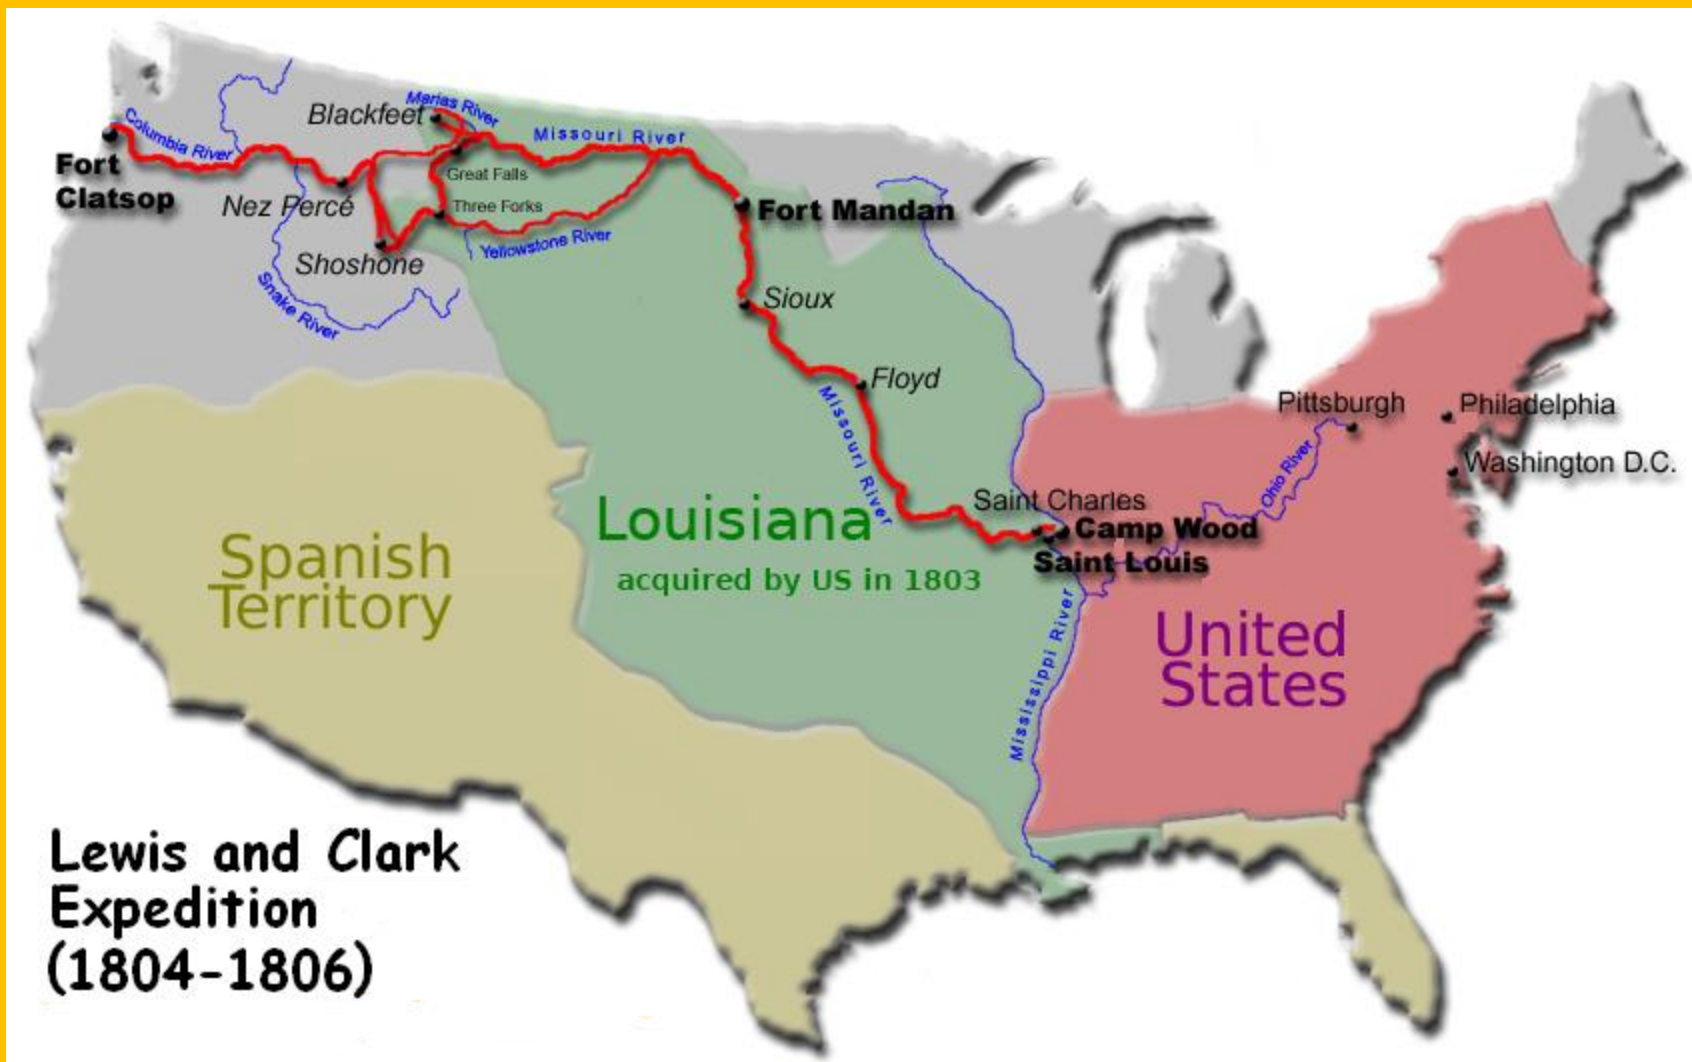 Marias River
Blackfeet
Missouri River
Columbia River
Fort
Clatsop
Great Falls
Nez Percé
Three Forks
Fort Mandan
Yellowstone River
Shoshone
Snake River
Sioux
Floyd
Missouri River
Pittsburgh
Philadelphia
Ohio River
Washington D.C.
Saint Charles
Camp Wood
Saint Louis
Louisiana
acquired by US in 1803
Spanish
Territory
Mississippi River
United
States
Lewis and Clark
Expedition
(1804-1806)